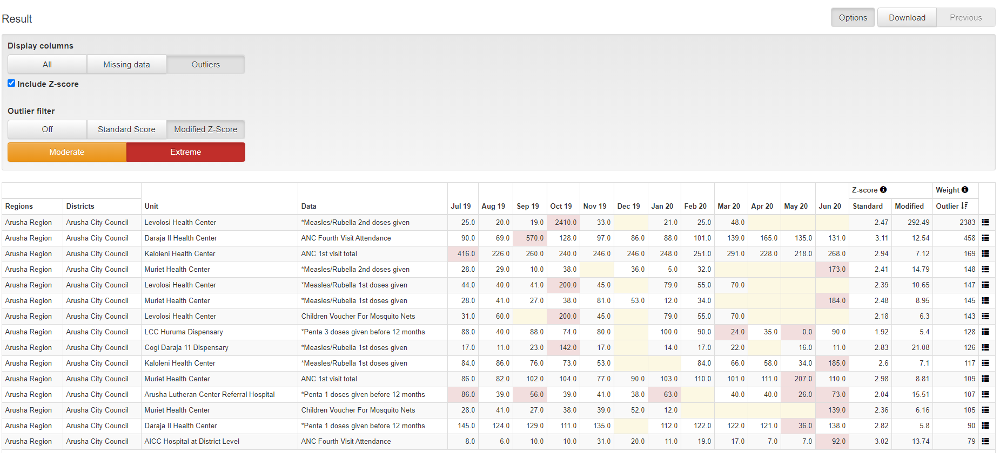 Result
Options Download Previous
Display columns
All Missing data Outliers
Include Z-score
Outlier filter
Off Standard Score Modified Z-Score
Moderate Extreme
Z-score Weight
Regions Districts Unit Data Jul 19 Aug 19 Sep 19 Oct 19 Nov 19 Dec 19 Jan 20 Feb 20 Mar 20 Apr 20 May 20 Jun 20 Standard Modified Outlier
Arusha Region Arusha City Council Levolosi Health Center *Measles/Rubella 2nd doses given 25.0 20.0 19.0 2410.0 33.0 21.0 25.0 48.0 2.47 292.49 2383
Arusha Region Arusha City Council Daraja II Health Center ANC Fourth Visit Attendance 90.0 69.0 570.0 128.0 97.0 86.0 88.0 101.0 139.0 165.0 135.0 131.0 3.11 12.54 458
Arusha Region Arusha City Council Kaloleni Health Center ANC 1st visit total 416.0 226.0 260.0 240.0 246.0 246.0 248.0 251.0 291.0 228.0 218.0 268.0 2.94 7.12 169
Arusha Region Arusha City Council Muriet Health Center *Measles/Rubella 2nd doses given 28.0 29.0 10.0 38.0 36.0 5.0 32.0 173.0 2.41 14.79 148
Arusha Region Arusha City Council Levolosi Health Center *Measles/Rubella 1st doses given 44.0 40.0 41.0 200.0 45.0 79.0 55.0 70.0 2.39 10.65 147
Arusha Region Arusha City Council Muriet Health Center *Measles/Rubella 1st doses given 28.0 41.0 27.0 38.0 81.0 53.0 12.0 34.0 184.0 2.48 8.95 145
Arusha Region Arusha City Council Levolosi Health Center Children Voucher For Mosquito Nets 31.0 60.0 200.0 45.0 79.0 55.0 70.0 2.18 6.3 143
Arusha Region Arusha City Council LCC Huruma Dispensary *Penta 3 doses given before 12 months 88.0 40.0 88.0 74.0 80.0 100.0 90.0 24.0 35.0 0.0 90.0 1.92 5.4 128
Arusha Region Arusha City Council Cogi Daraja 11 Dispensary *Measles/Rubella 1st doses given 17.0 11.0 23.0 142.0 17.0 14.0 17.0 22.0 16.0 11.0 2.83 21.08 126
Arusha Region Arusha City Council Kaloleni Health Center *Measles/Rubella 1st doses given 84.0 86.0 76.0 73.0 53.0 84.0 66.0 58.0 34.0 185.0 2.6 7.1 117
Arusha Region Arusha City Council Muriet Health Center ANC 1st visit total 86.0 82.0 102.0 104.0 77.0 90.0 103.0 110.0 101.0 111.0 207.0 110.0 2.98 8.81 109
Arusha Region Arusha City Council Arusha Lutheran Center Referral Hospital *Penta 1 doses given before 12 months 86.0 39.0 56.0 39.0 41.0 38.0 63.0 40.0 40.0 26.0 73.0 2.04 15.51 107
Arusha Region Arusha City Council Muriet Health Center Children Voucher For Mosquito Nets 28.0 41.0 27.0 38.0 39.0 52.0 12.0 139.0 2.36 6.16 105
Arusha Region Arusha City Council Daraja II Health Center *Penta 1 doses given before 12 months 145.0 124.0 129.0 111.0 135.0 112.0 122.0 122.0 121.0 36.0 138.0 2.82 5.8 90
Arusha Region Arusha City Council AICC Hospital at District Level ANC Fourth Visit Attendance 8.0 6.0 10.0 10.0 31.0 20.0 11.0 19.0 17.0 7.0 7.0 92.0 3.02 13.74 79